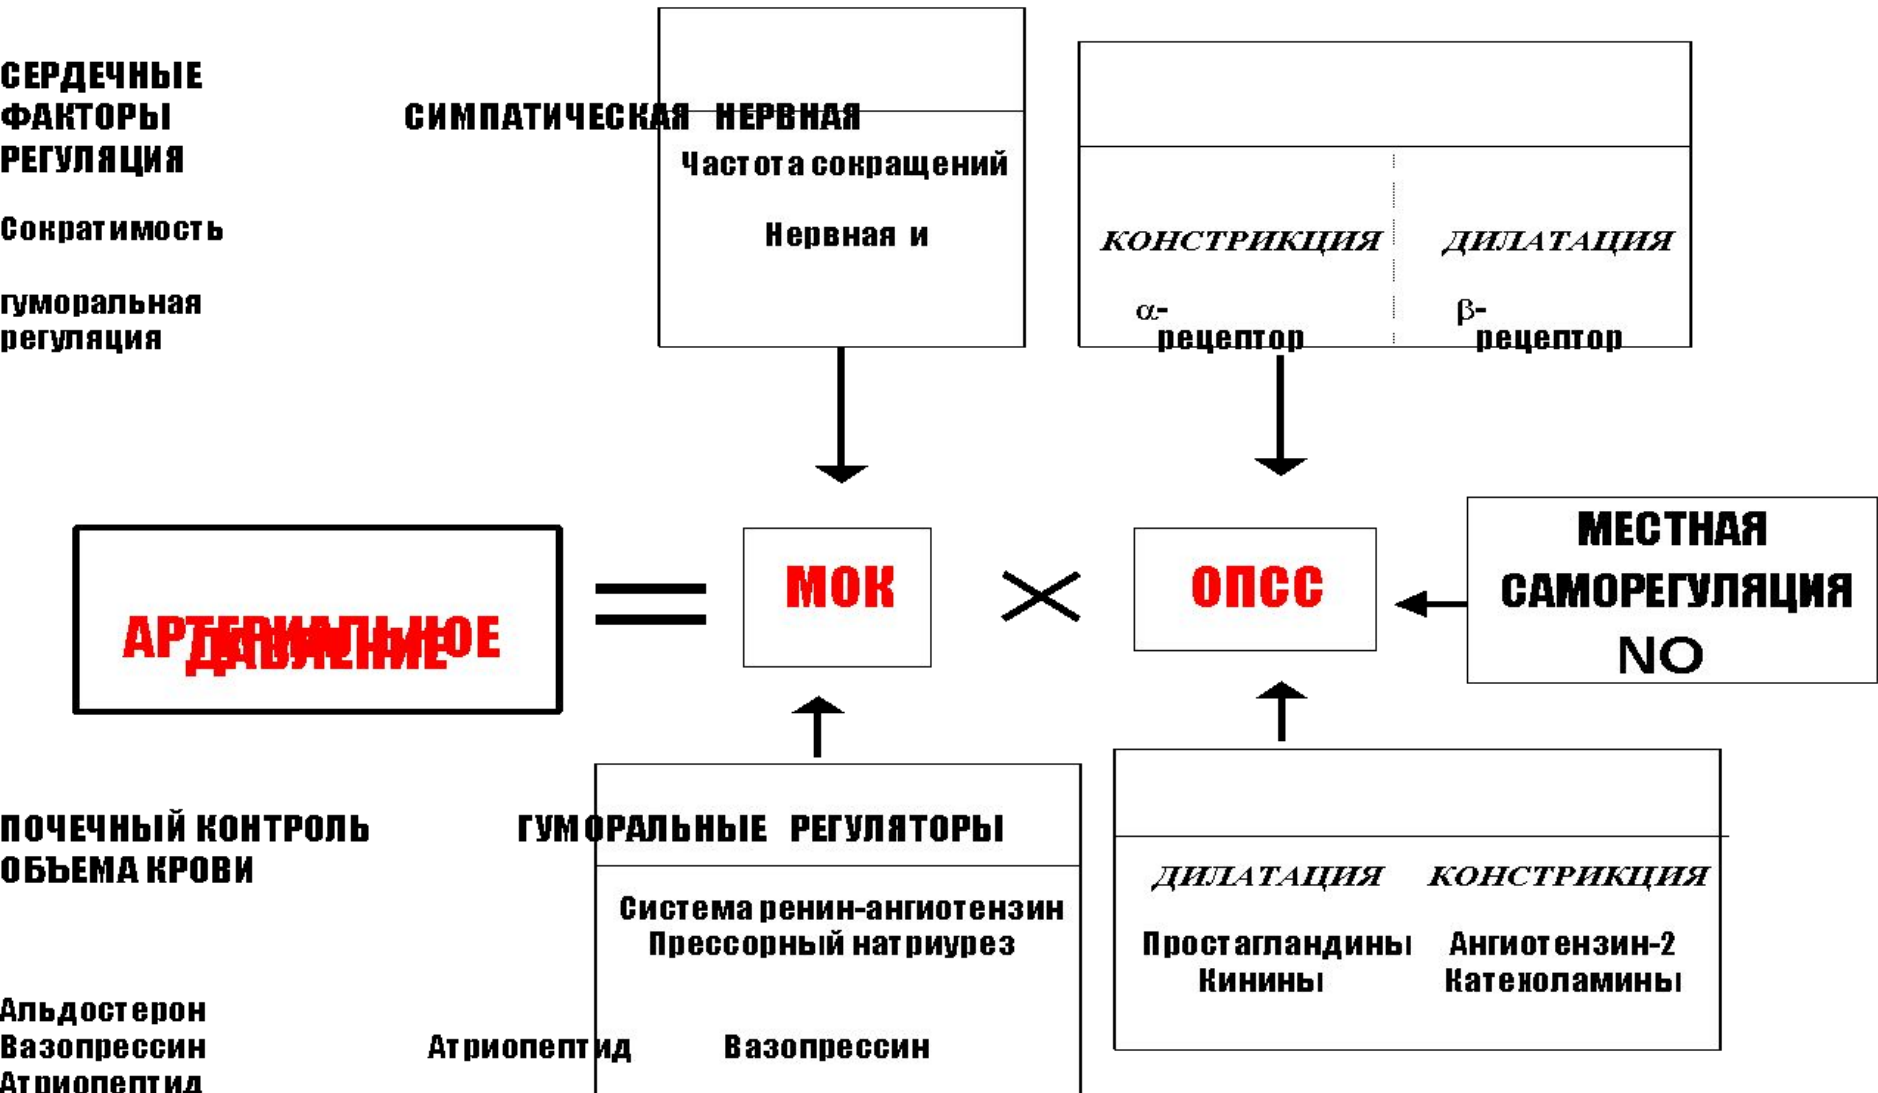 СЕРДЕЧНЫЕ
ФАКТОРЫ СИМПАТИЧЕСКАЯ НЕРВНАЯ
РЕГУЛЯЦИЯ
Частота сокращений
Сократимость Нервная и
гуморальная
регуляция
КОНСТРИКЦИЯ ДИЛАТАЦИЯ
α- β-
рецептор рецептор
АРТЕРИАЛЬНОЕ
ДАВЛЕНИЕ
=
МОК
×
ОПСС
МЕСТНАЯ
САМОРЕГУЛЯЦИЯ
NO
ПОЧЕЧНЫЙ КОНТРОЛЬ ГУМОРАЛЬНЫЕ РЕГУЛЯТОРЫ
ОБЪЕМА КРОВИ
Система ренин-ангиотензин
Прессорный натриурез
Альдостерон
Вазопрессин Атриопептид Вазопрессин
Атриопептид
ДИЛАТАЦИЯ КОНСТРИКЦИЯ
Простагландины Ангиотензин-2
Кинины Катехоламины